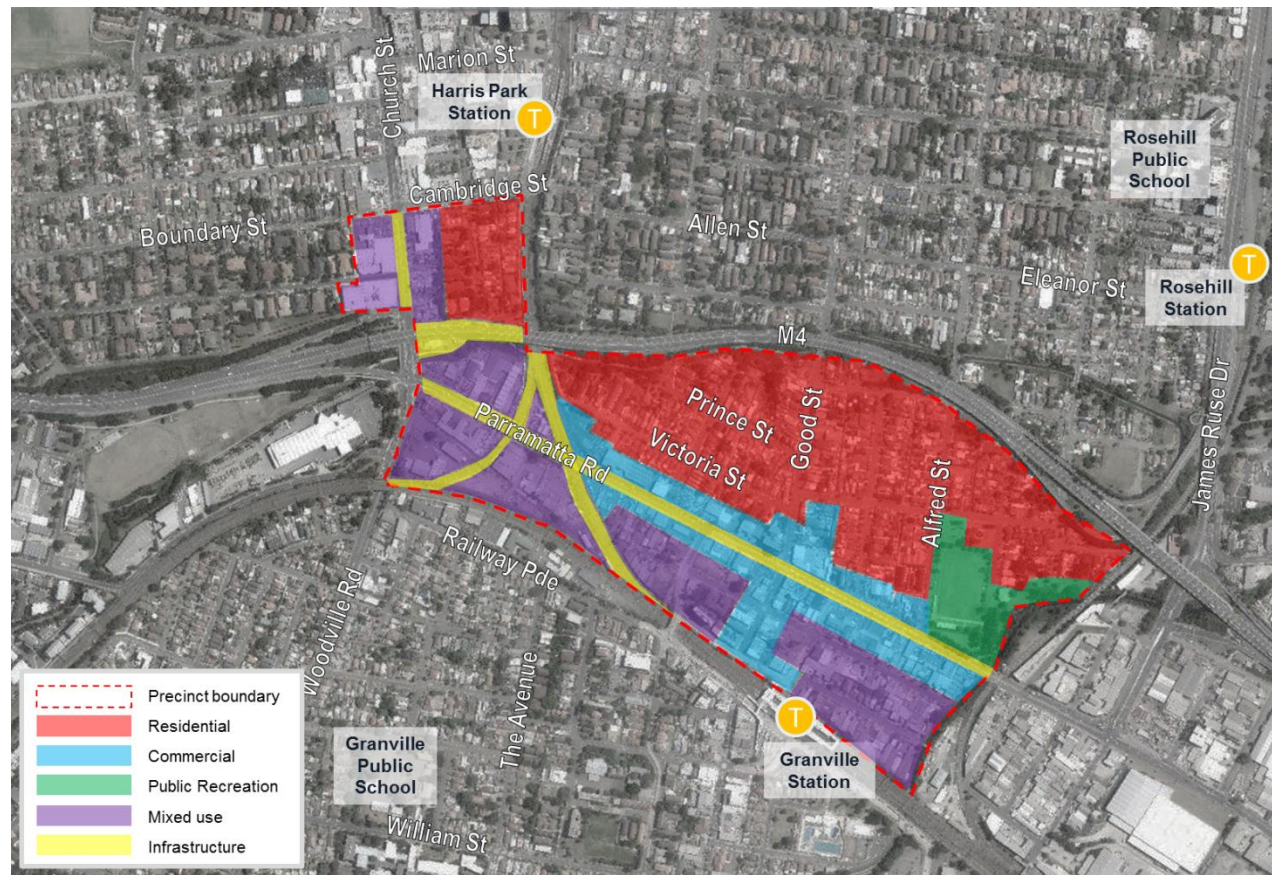 Marion St
Church St
Harris Park
Station
T
Rosehill
Public
School
Cambridge St
Boundary St
Allen St
Eleanor St
T
Rosehill
Station
M4
James Ruse Dr
Prince St
Good St
Victoria St
Parramatta Rd
Alfred St
Railway Pde
Woodville Rd
The Avenue
T
Granville
Station
Granville
Public
School
William St
Precinct boundary
Residential
Commercial
Public Recreation
Mixed use
Infrastructure